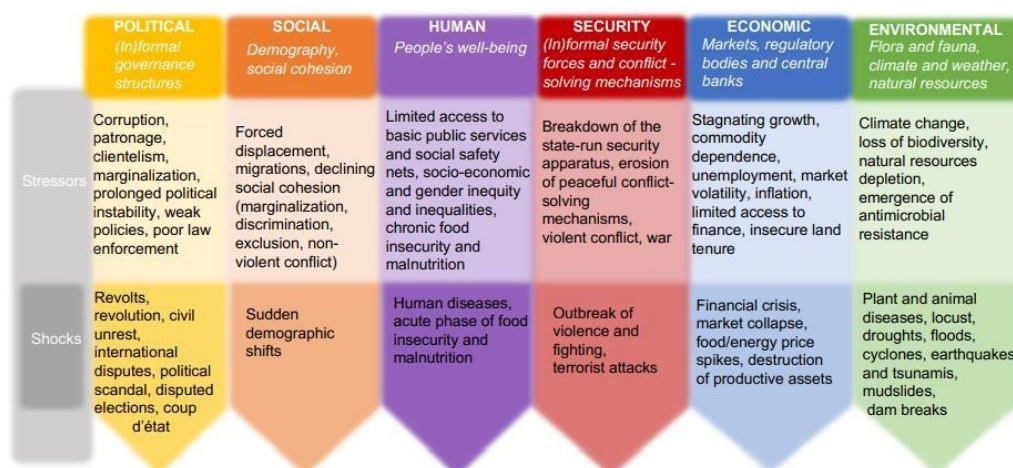 POLITICAL
(In)formal
governance
structures
SOCIAL
Demography,
social cohesion
HUMAN
People's well-being
SECURITY
(In)formal security
forces and conflict -
solving mechanisms
ECONOMIC
Markets, regulatory
bodies and central
banks
ENVIRONMENTAL
Flora and fauna,
climate and weather,
natural resources
Stressors
Corruption,
patronage,
clientelism,
marginalization,
prolonged political
instability, weak
policies, poor law
enforcement
Forced
displacement,
migrations, declining
social cohesion
(marginalization,
discrimination,
exclusion, non-
violent conflict)
Limited access to
basic public services
and social safety
nets, socio-economic
and gender inequity
and inequalities,
chronic food
insecurity and
malnutrition
Breakdown of the
state-run security
apparatus, erosion
of peaceful conflict-
solving
mechanisms,
violent conflict, war
Stagnating growth,
commodity
dependence,
unemployment, market
volatility, inflation,
limited access to
finance, insecure land
tenure
Climate change,
loss of biodiversity,
natural resources
depletion,
emergence of
antimicrobial
resistance
Shocks
Revolts,
revolution, civil
unrest,
international
disputes, political
scandal, disputed
elections, coup
d'état
Sudden
demographic
shifts
Human diseases,
acute phase of food
insecurity and
malnutrition
Outbreak of
violence and
fighting,
terrorist attacks
Financial crisis,
market collapse,
food/energy price
spikes, destruction
of productive assets
Plant and animal
diseases, locust,
droughts, floods,
cyclones, earthquakes
and tsunamis,
mudslides,
dam breaks